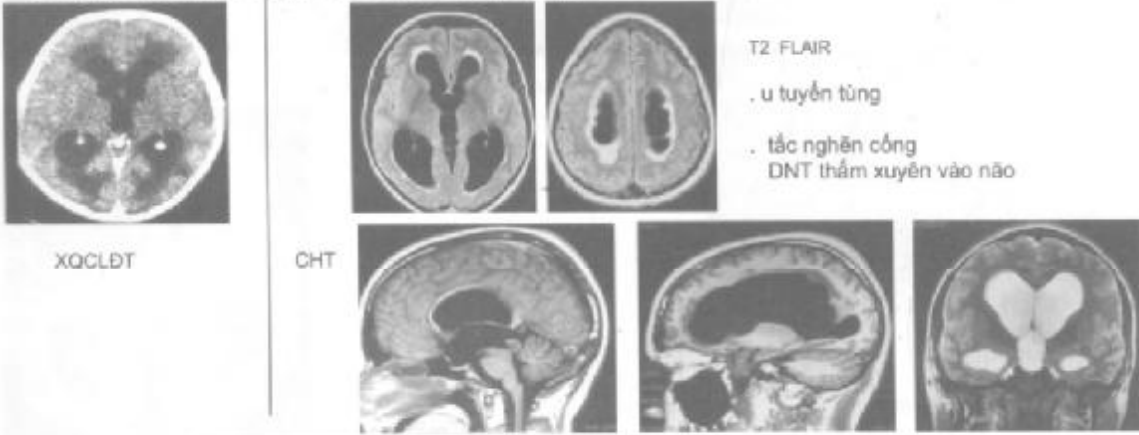 T2 FLAIR
. u tuyến tùng
. tắc nghẽn cống
DNT thấm xuyên vào não
XQCLĐT
CHT